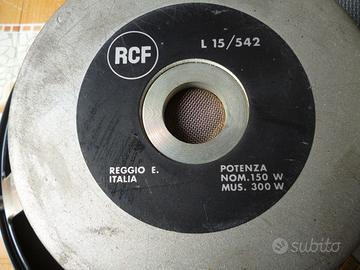 RCF
L 15/542
REGGIO E.
ITALIA
POTENZA
NOM. 150 W
MUS. 300 W
subito